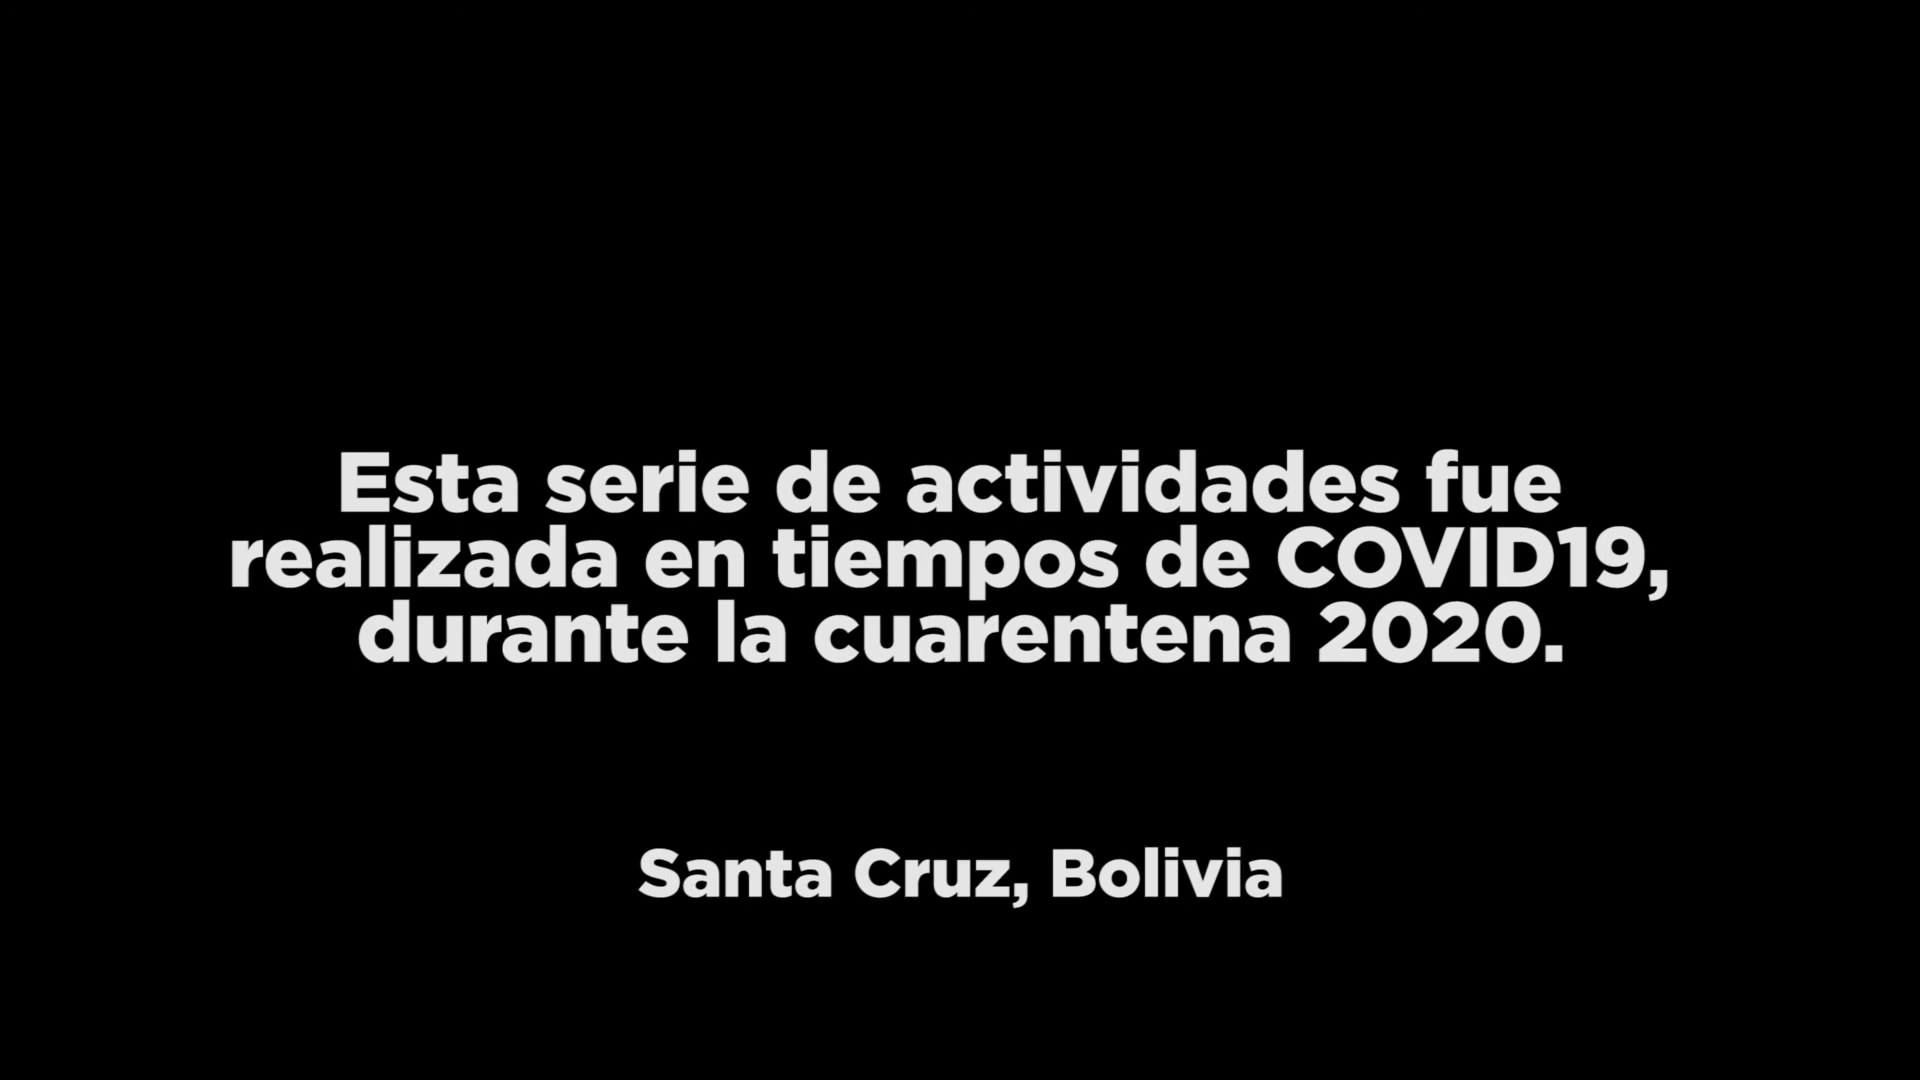 Esta serie de actividades fue
realizada en tiempos de COVID19,
durante la cuarentena 2020.
Santa Cruz, Bolivia